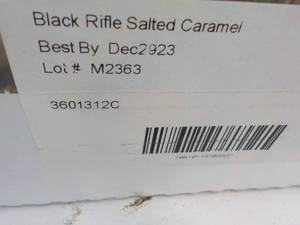 Black Rifle Salted Caramel
Best By Dec2923
Lot # M2363
3601312C